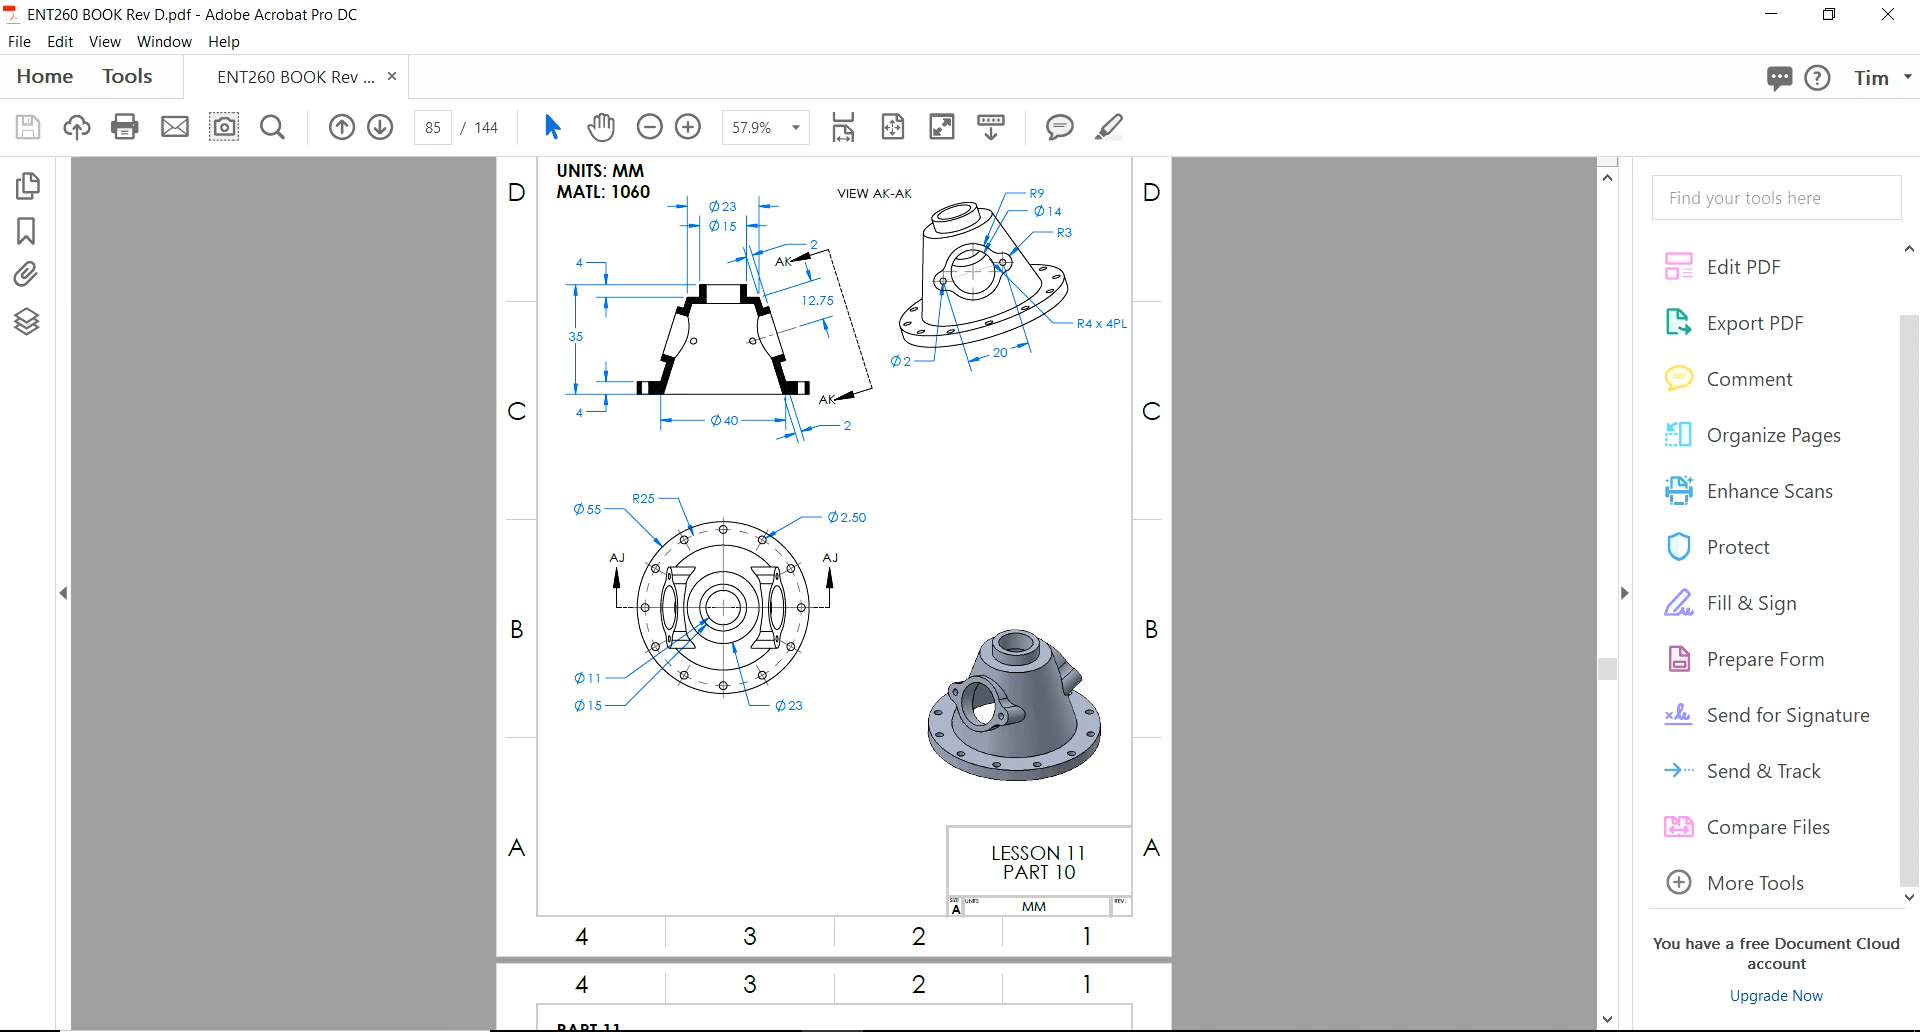 ENT260 BOOK Rev D.pdf - Adobe Acrobat Pro DC
File Edit View Window Help
Home Tools ENT260 BOOK Rev ... ×
? Tim
85 / 144 57.9%
UNITS: MM
MATL: 1060
VIEW AK-AK
D
D
Ø23
Ø15
2
AK
4
12.75
35
4
AK
Ø40
2
R9
Ø14
R3
R4 x 4PL
20
Ø2
C
C
R25
Ø55
Ø2.50
AJ
AJ
B
B
Ø11
Ø15
Ø23
A
A
LESSON 11
PART 10
SIZE
A
UNITS
MM
REV.
4 3 2 1
4 3 2 1
PART 11
Find your tools here
Edit PDF
Export PDF
Comment
Organize Pages
Enhance Scans
Protect
Fill & Sign
Prepare Form
Send for Signature
Send & Track
Compare Files
More Tools
You have a free Document Cloud
account
Upgrade Now